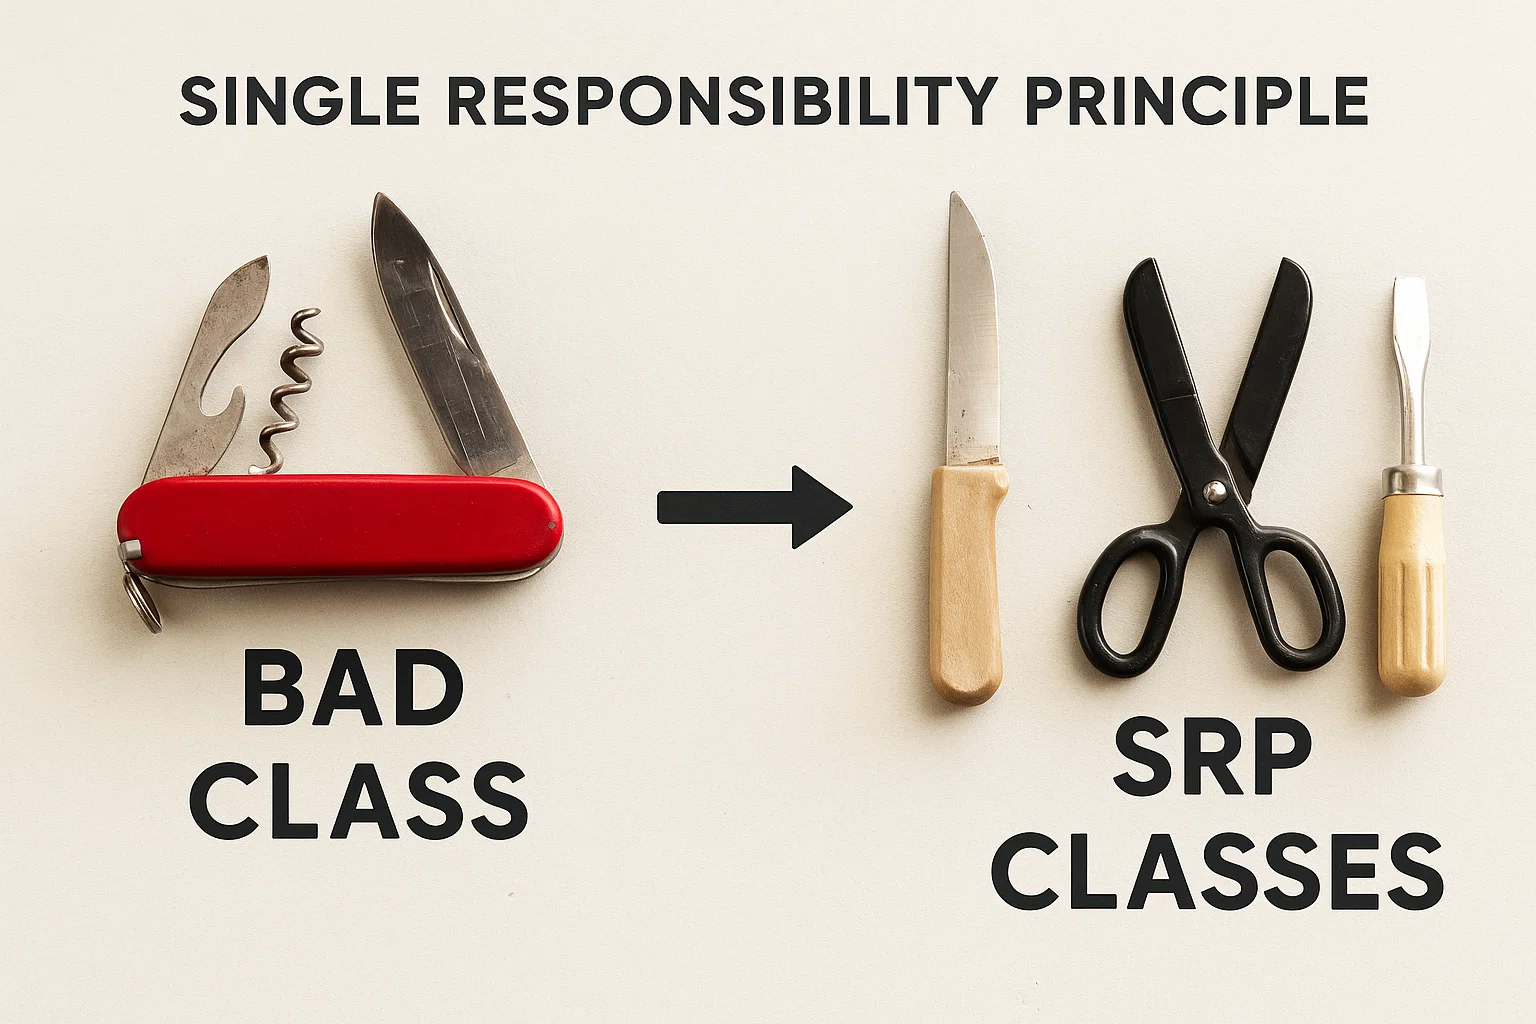 SINGLE RESPONSIBILITY PRINCIPLE
BAD
CLASS
SRP
CLASSES